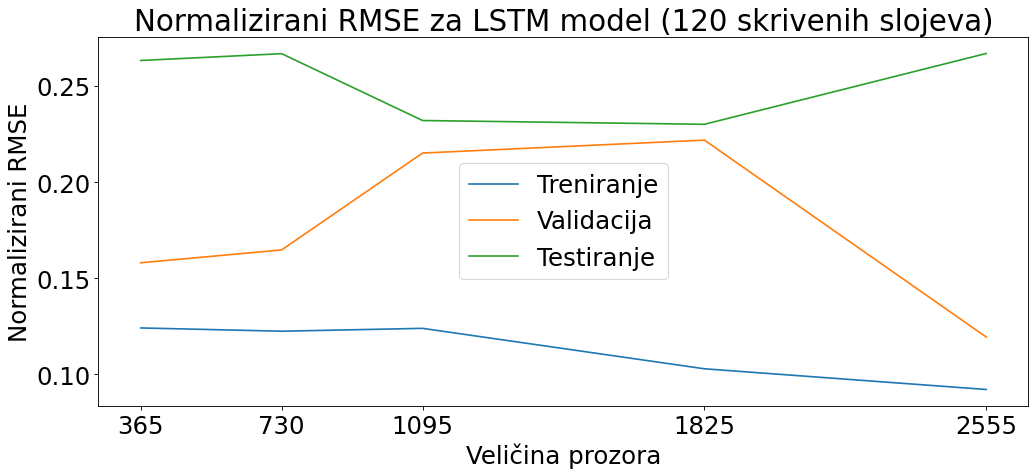 Normalizirani RMSE za LSTM model (120 skrivenih slojeva)
Normalizirani RMSE
0.25
0.20
0.15
0.10
Treniranje
Validacija
Testiranje
365 730 1095 1825 2555
Veličina prozora